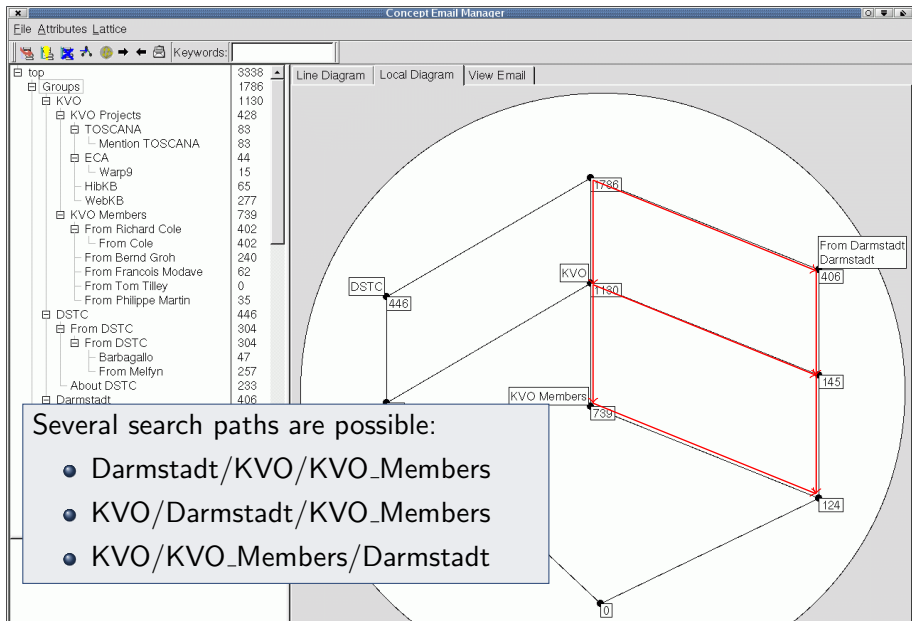 Concept Email Manager
File Attributes Lattice
Keywords:
top 3338
Groups 1786
KVO 1130
KVO Projects 428
TOSCANA 83
Mention TOSCANA 83
ECA 44
Warp9 15
HibKB 65
WebKB 277
KVO Members 739
From Richard Cole 402
From Cole 402
From Bernd Groh 240
From Francois Modave 62
From Tom Tilley 0
From Philippe Martin 35
DSTC 446
From DSTC 304
From DSTC 304
Barbagallo 47
From Melfyn 257
About DSTC 233
Darmstadt 406
Line Diagram Local Diagram View Email
1786
From Darmstadt
Darmstadt
406
KVO
1130
DSTC
446
145
KVO Members
739
124
0
Several search paths are possible:
Darmstadt/KVO/KVO_Members
KVO/Darmstadt/KVO_Members
KVO/KVO_Members/Darmstadt